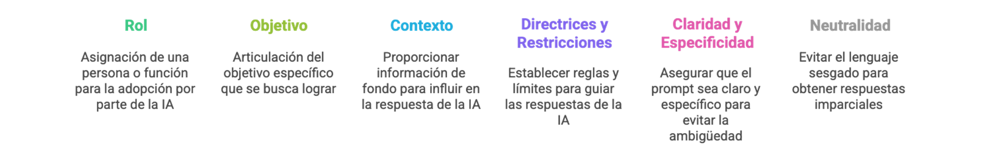 Rol
Asignación de una
persona o función
para la adopción por
parte de la IA
Objetivo
Articulación del
objetivo específico
que se busca lograr
Contexto
Proporcionar
información de
fondo para influir en
la respuesta de la IA
Directrices y
Restricciones
Establecer reglas y
límites para guiar
las respuestas de la
IA
Claridad y
Especificidad
Asegurar que el
prompt sea claro y
específico para
evitar la
ambigüedad
Neutralidad
Evitar el lenguaje
sesgado para
obtener respuestas
imparciales